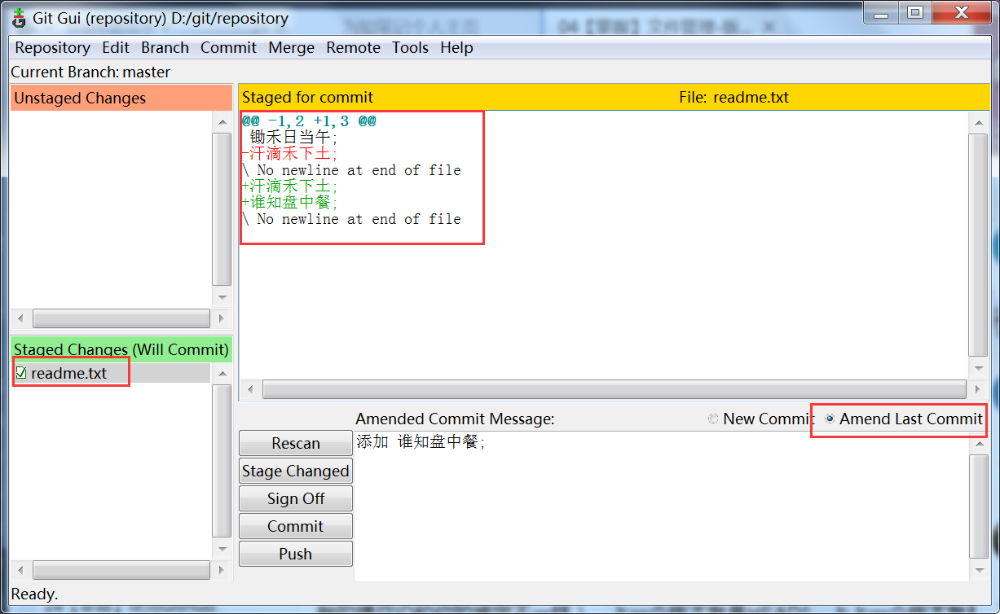 Git Gui (repository) D:/git/repository
Repository Edit Branch Commit Merge Remote Tools Help
Current Branch: master
Unstaged Changes
Staged for commit
File: readme.txt
@@ -1,2 +1,3 @@
锄禾日当午;
-汗滴禾下土;
\ No newline at end of file
+汗滴禾下土;
+谁知盘中餐;
\ No newline at end of file
Staged Changes (Will Commit)
readme.txt
Amended Commit Message:
New Commit
Amend Last Commit
添加 谁知盘中餐;
Rescan
Stage Changed
Sign Off
Commit
Push
Ready.